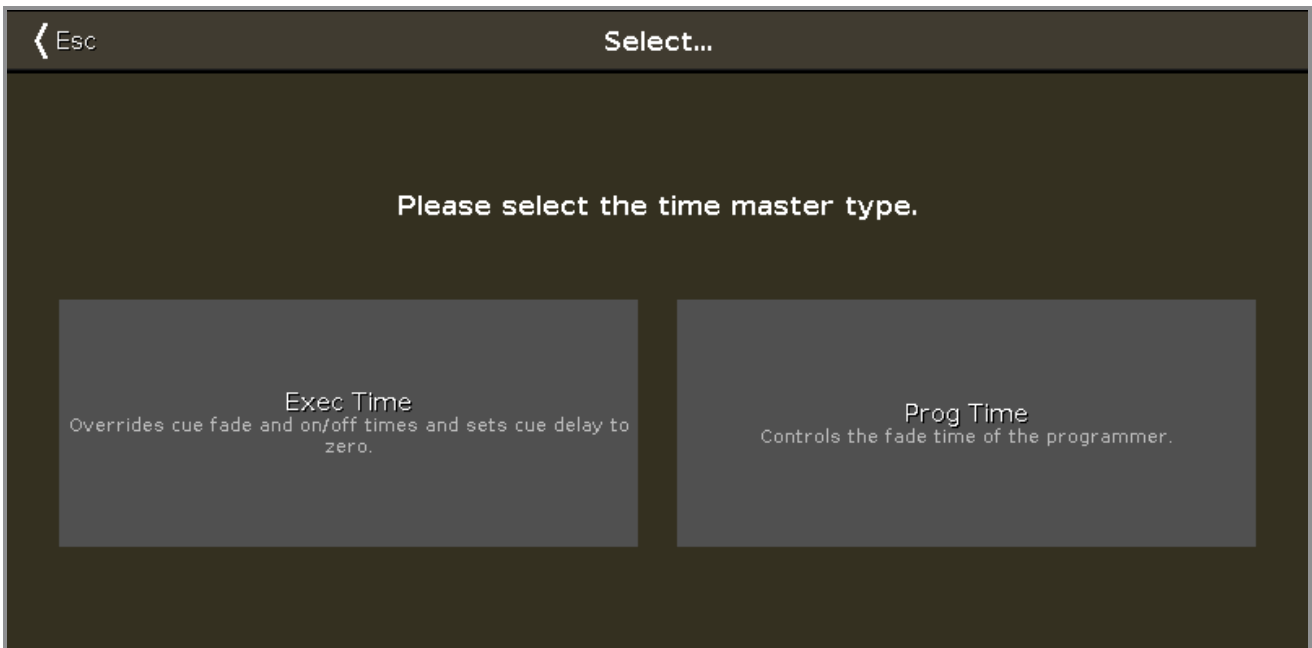 Esc
Select...
Please select the time master type.
Exec Time
Overrides cue fade and on/off times and sets cue delay to
zero.
Prog Time
Controls the fade time of the programmer.